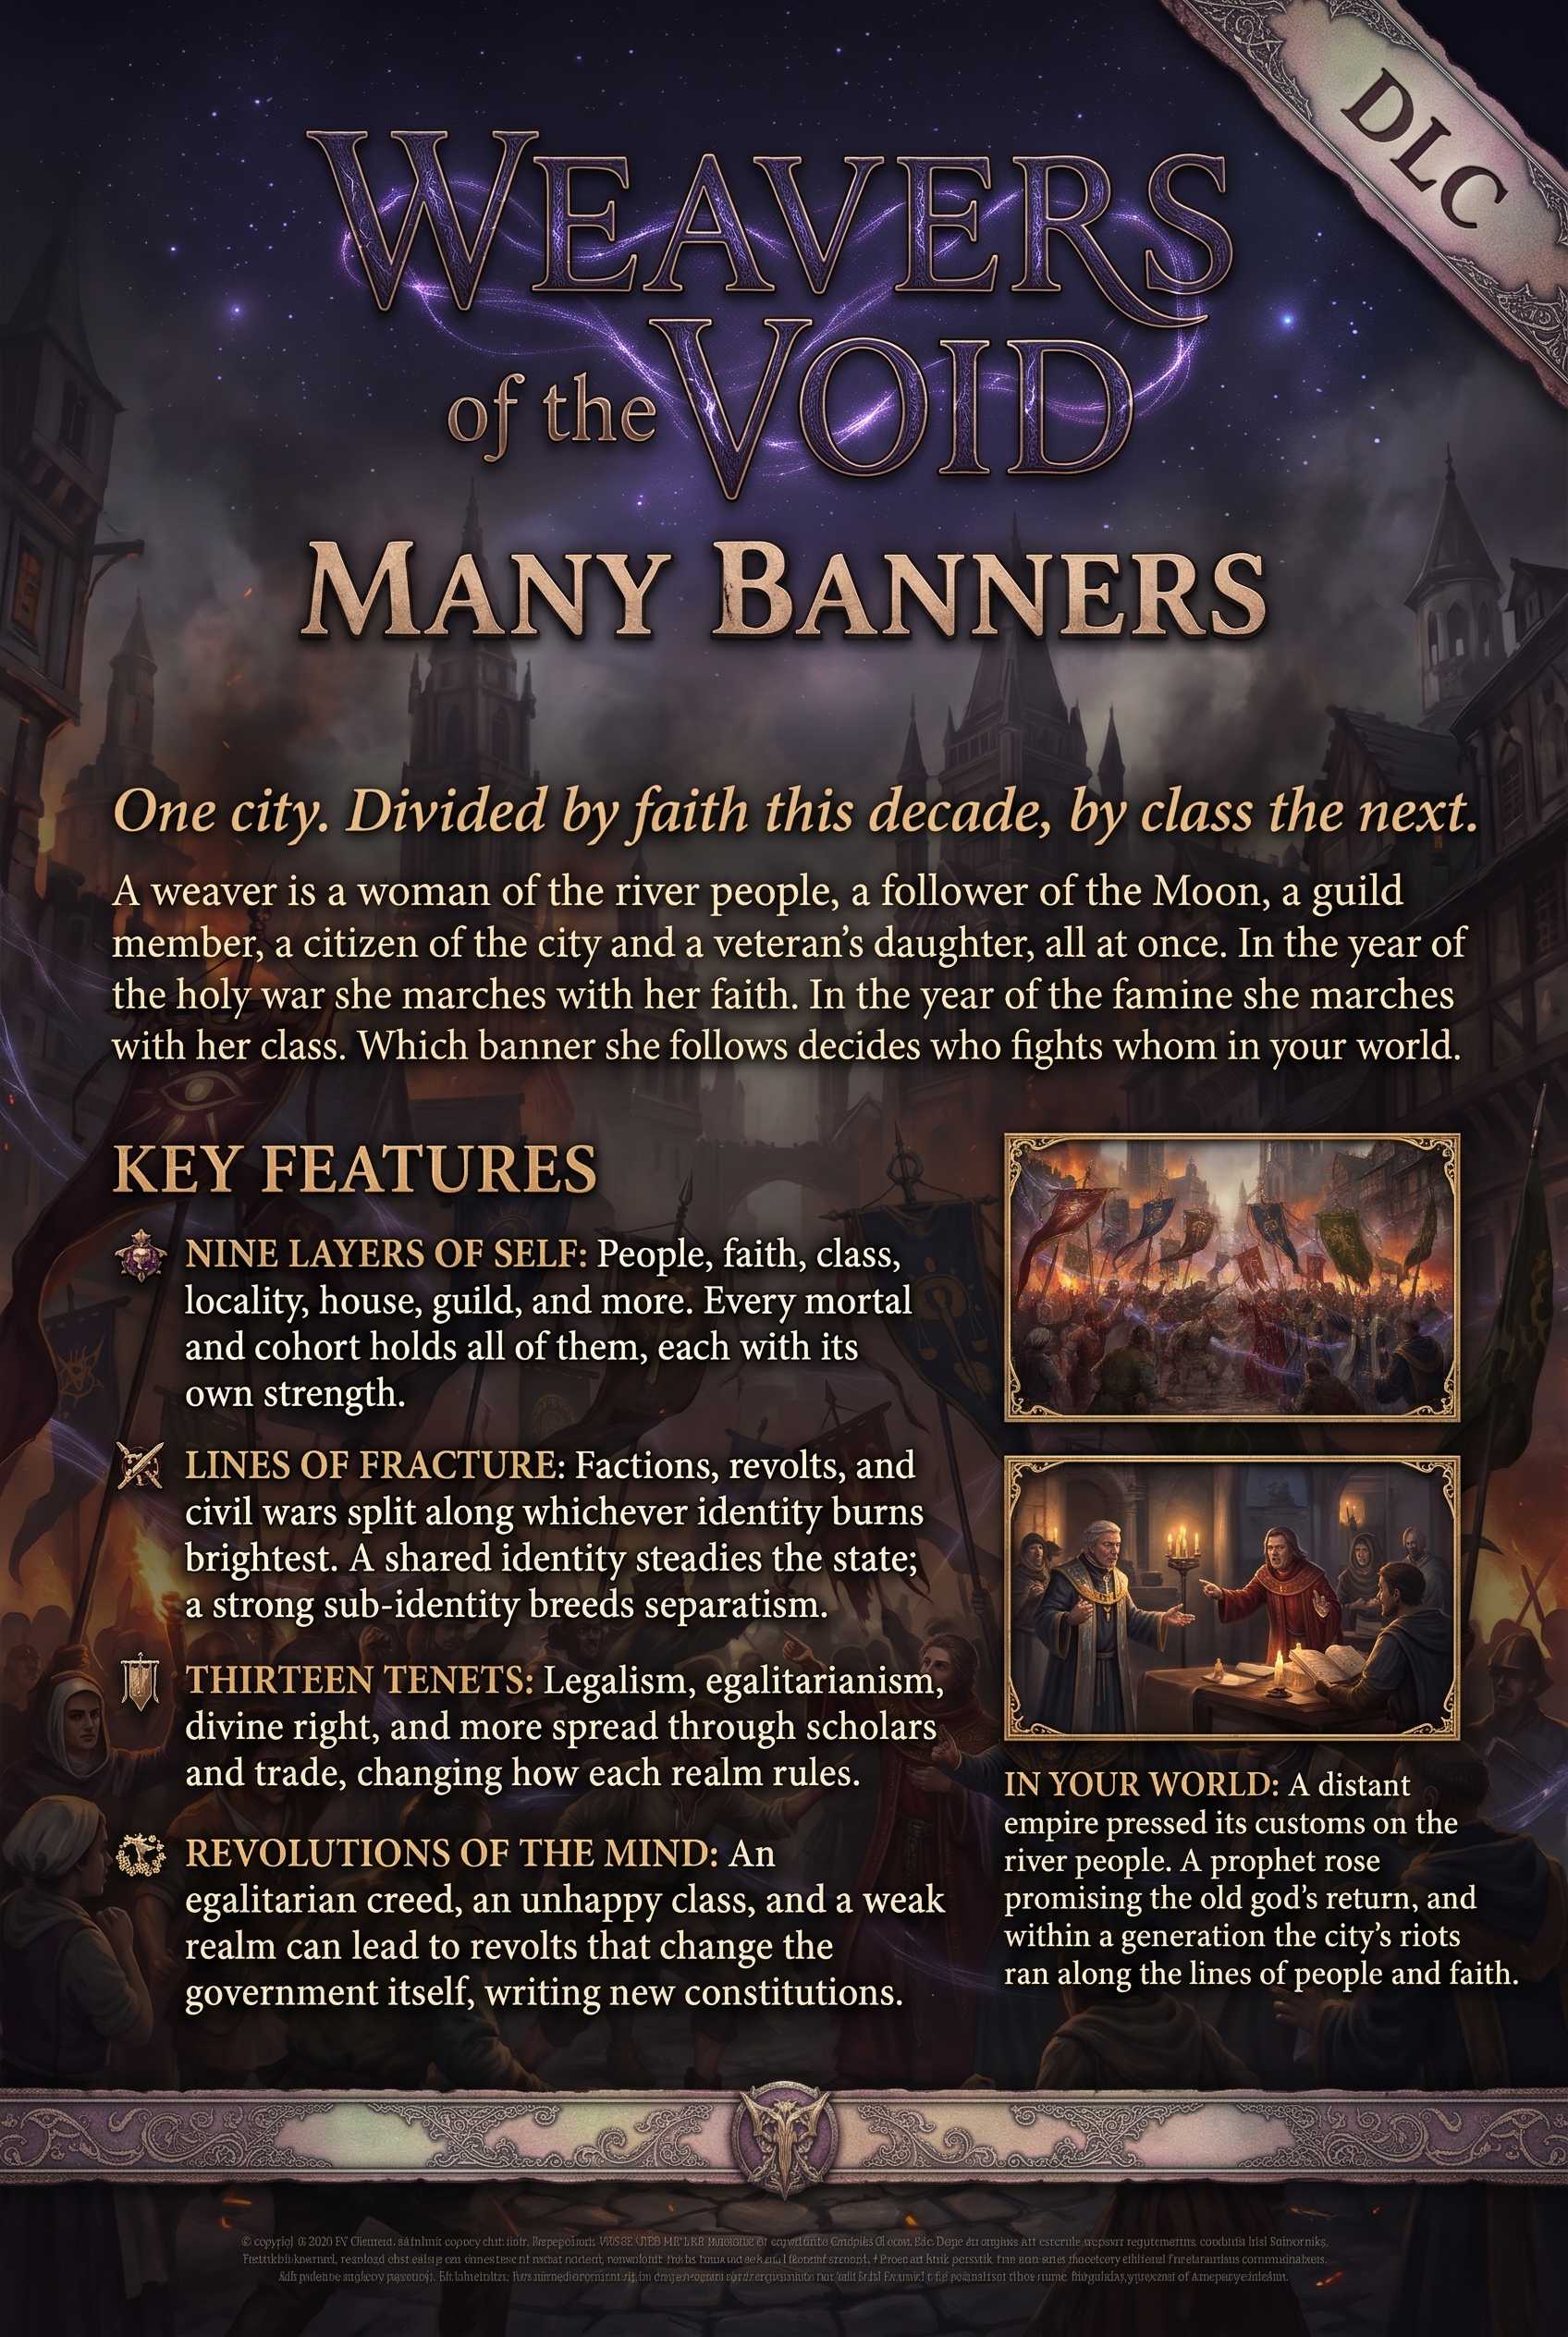 DLC
WEAVERS
of the VOID
MANY BANNERS
One city. Divided by faith this decade, by class the next.
A weaver is a woman of the river people, a follower of the Moon, a guild
member, a citizen of the city and a veteran’s daughter, all at once. In the year of
the holy war she marches with her faith. In the year of the famine she marches
with her class. Which banner she follows decides who fights whom in your world.
KEY FEATURES
NINE LAYERS OF SELF: People, faith, class,
locality, house, guild, and more. Every mortal
and cohort holds all of them, each with its
own strength.
LINES OF FRACTURE: Factions, revolts, and
civil wars split along whichever identity burns
brightest. A shared identity steadies the state;
a strong sub-identity breeds separatism.
THIRTEEN TENETS: Legalism, egalitarianism,
divine right, and more spread through scholars
and trade, changing how each realm rules.
REVOLUTIONS OF THE MIND: An
egalitarian creed, an unhappy class, and a weak
realm can lead to revolts that change the
government itself, writing new constitutions.
IN YOUR WORLD: A distant
empire pressed its customs on the
river people. A prophet rose
promising the old god’s return, and
within a generation the city’s riots
ran along the lines of people and faith.